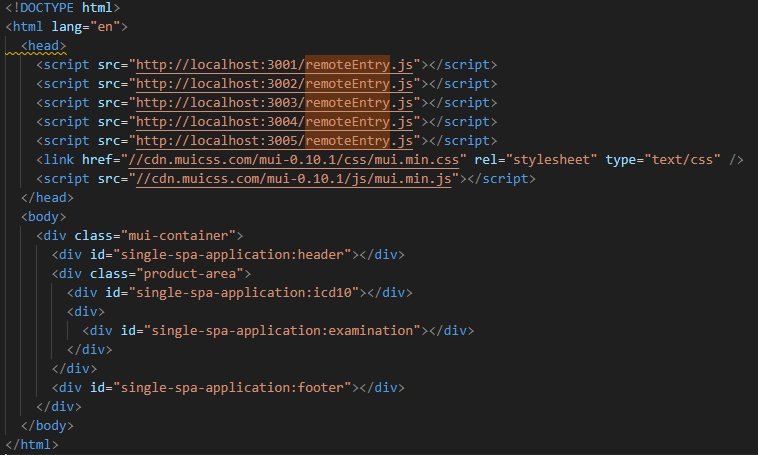 <!DOCTYPE html>
<html lang="en">
  <head>
    <script src="http://localhost:3001/remoteEntry.js"></script>
    <script src="http://localhost:3002/remoteEntry.js"></script>
    <script src="http://localhost:3003/remoteEntry.js"></script>
    <script src="http://localhost:3004/remoteEntry.js"></script>
    <script src="http://localhost:3005/remoteEntry.js"></script>
    <link href="//cdn.muicss.com/mui-0.10.1/css/mui.min.css" rel="stylesheet" type="text/css" />
    <script src="//cdn.muicss.com/mui-0.10.1/js/mui.min.js"></script>
  </head>
  <body>
    <div class="mui-container">
      <div id="single-spa-application:header"></div>
      <div class="product-area">
        <div id="single-spa-application:icd10"></div>
        <div>
          <div id="single-spa-application:examination"></div>
        </div>
      </div>
      <div id="single-spa-application:footer"></div>
    </div>
  </body>
</html>